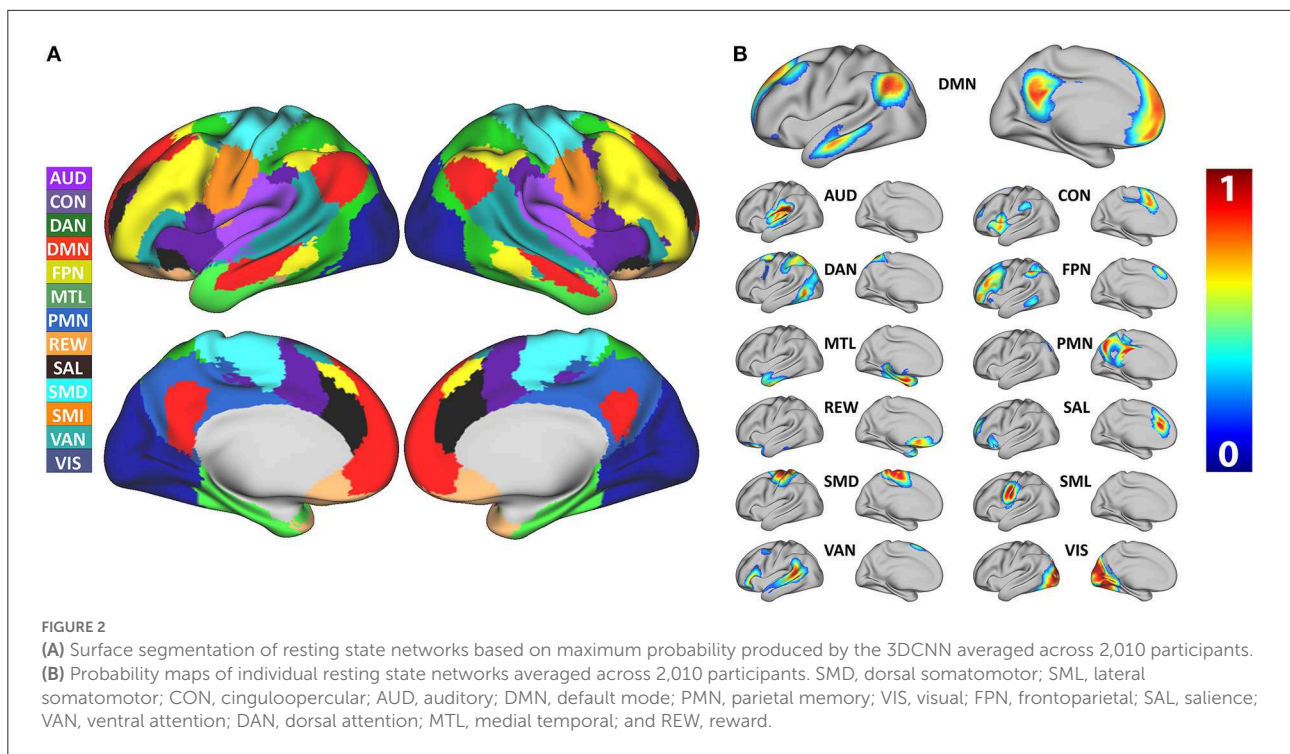 A
AUD
CON
DAN
DMN
FPN
MTL
PMN
REW
SAL
SMD
SMI
VAN
VIS
B
DMN
AUD
CON
DAN
FPN
MTL
PMN
REW
SAL
SMD
SML
VAN
VIS
1
0
FIGURE 2
(A) Surface segmentation of resting state networks based on maximum probability produced by the 3DCNN averaged across 2,010 participants.
(B) Probability maps of individual resting state networks averaged across 2,010 participants. SMD, dorsal somatomotor; SML, lateral
somatomotor; CON, cinguloopercular; AUD, auditory; DMN, default mode; PMN, parietal memory; VIS, visual; FPN, frontoparietal; SAL, salience;
VAN, ventral attention; DAN, dorsal attention; MTL, medial temporal; and REW, reward.